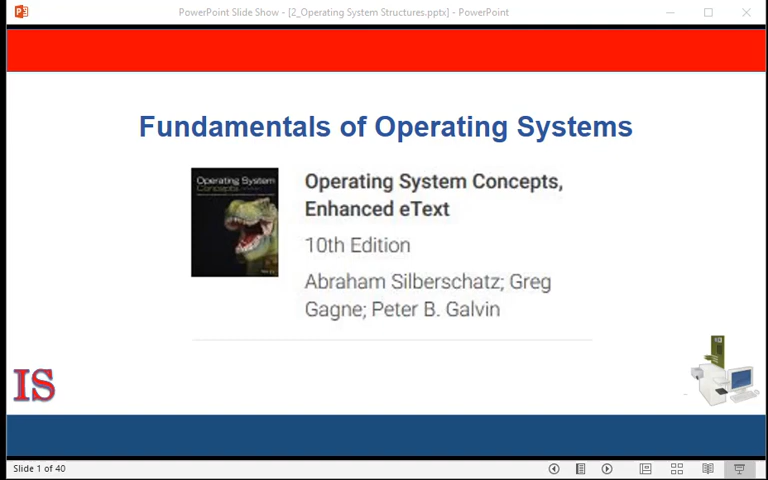 PowerPoint Slide Show - [2_Operating System Structures.pptx] - PowerPoint
Fundamentals of Operating Systems
Operating System
Concepts
Operating System Concepts,
Enhanced eText
10th Edition
Abraham Silberschatz; Greg
Gagne; Peter B. Galvin
IS
Slide 1 of 40